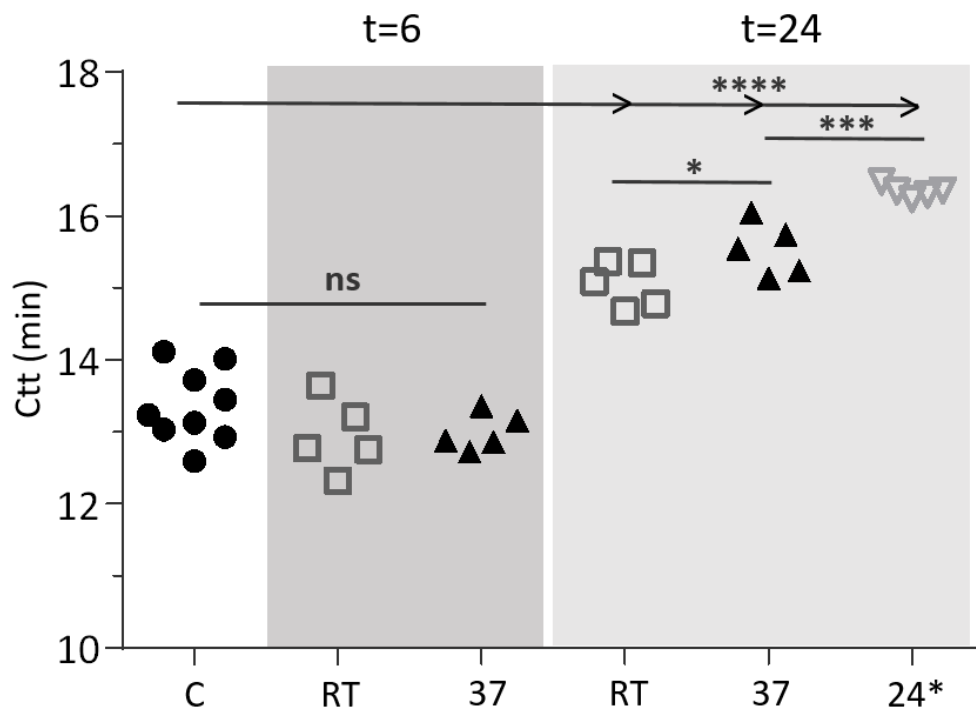 t=6 t=24
18
****
***
*
16
ns
14
12
10
Ctt (min)
C RT 37 RT 37 24*